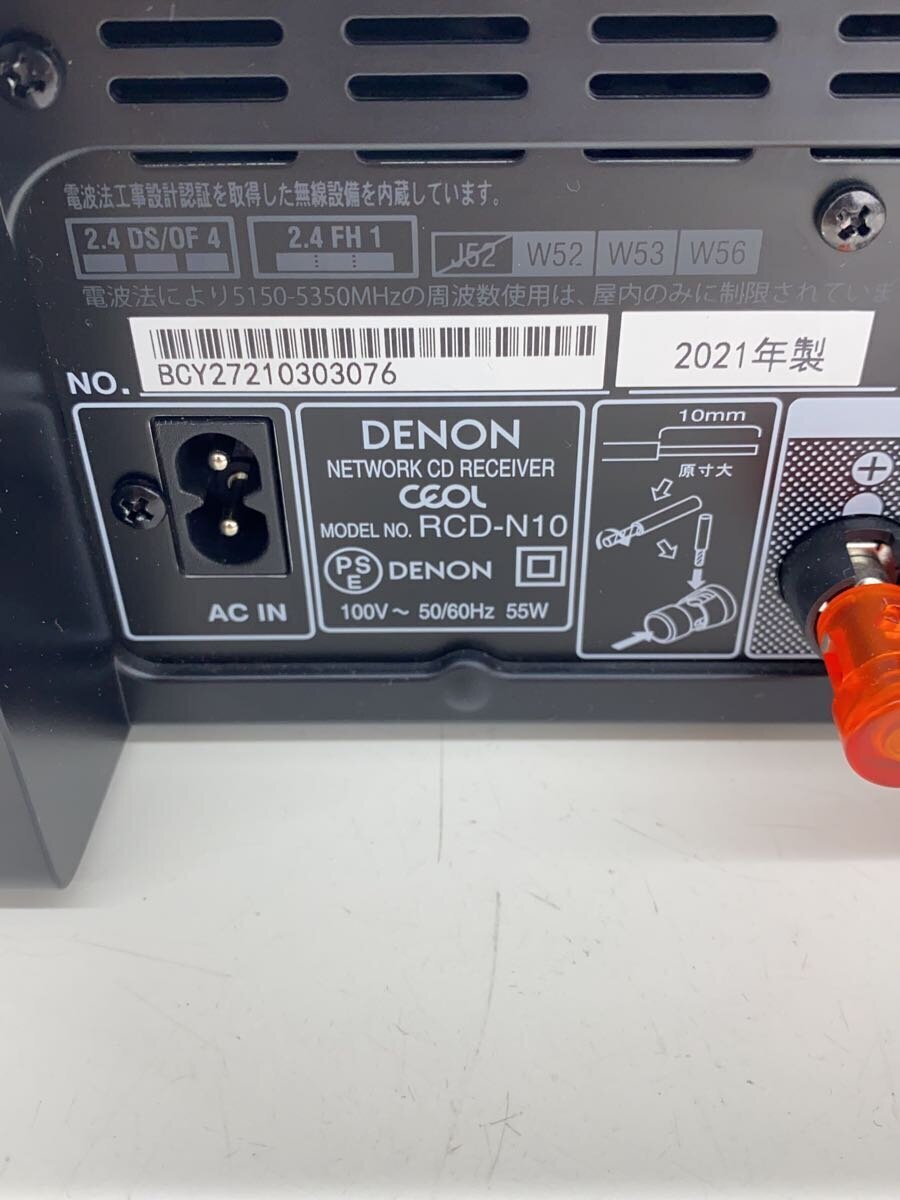 電波法工事設計認証を取得した無線設備を内蔵しています。
2.4 DS/OF 4
2.4 FH 1
J52 W52 W53 W56
電波法により5150-5350MHzの周波数使用は、屋内のみに制限されていま
NO.
BCY27210303076
2021年製
AC IN
DENON
NETWORK CD RECEIVER
CEOL
MODEL NO. RCD-N10
PSE DENON
100V～ 50/60Hz 55W
10mm
原寸大